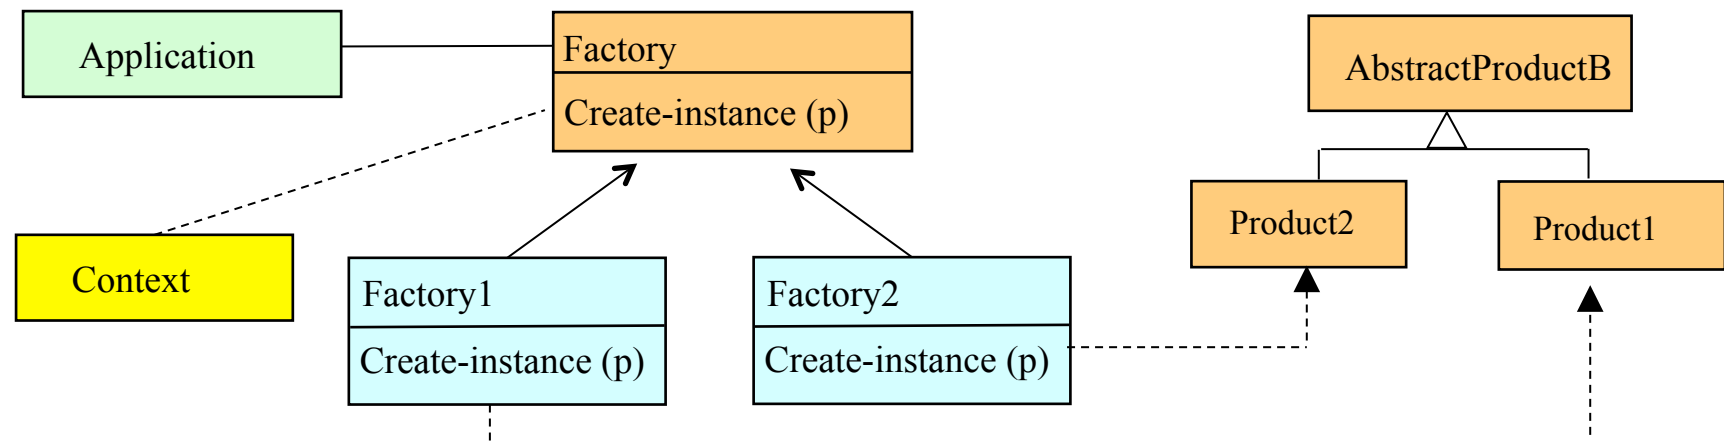 Application
Factory
Create-instance (p)
AbstractProductB
Product2
Product1
Context
Factory1
Create-instance (p)
Factory2
Create-instance (p)